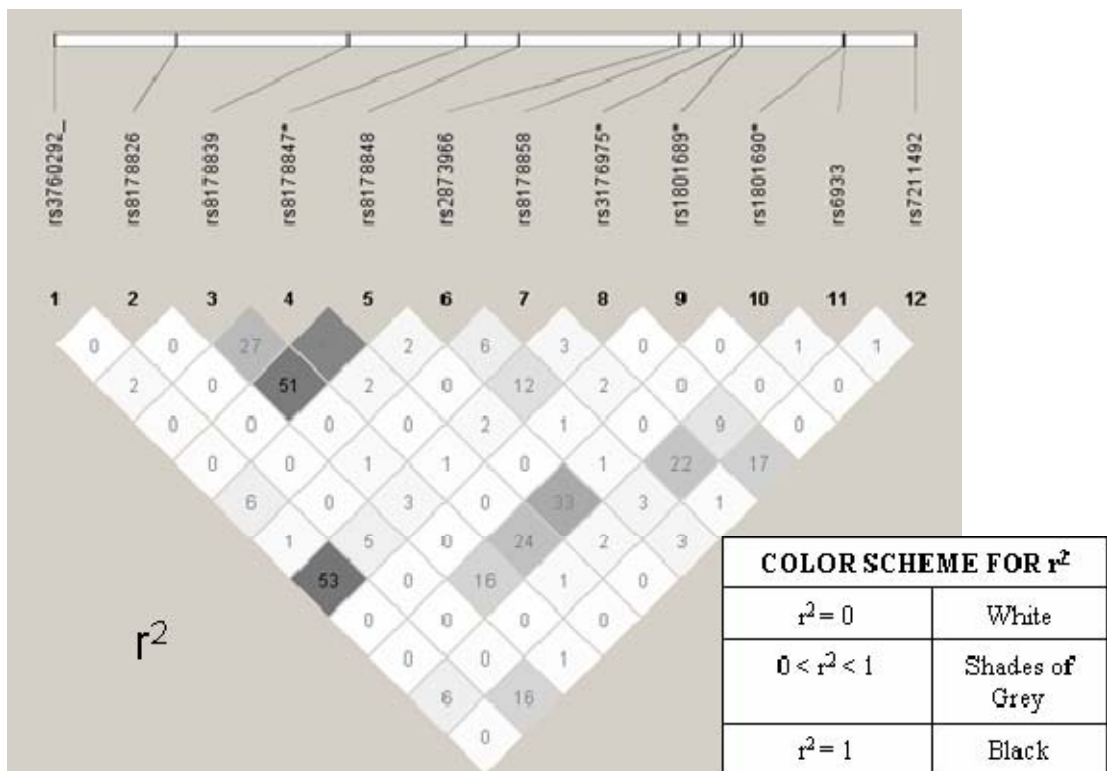 rs3760292_
rs8178826
rs8178839
rs8178847*
rs8178848
rs2873966
rs8178858
rs3176975*
rs1801689*
rs1801690*
rs6933
rs7211492
1 2 3 4 5 6 7 8 9 10 11 12
0 0 27 2 6 3 0 0 1 1
2 0 51 2 0 12 2 0 0 0
0 0 0 0 2 1 0 9 0
0 0 1 1 0 1 22 17
6 0 3 0 33 3 1
1 5 0 24 2 3
53 0 16 1 0
0 0 0 0
0 0 1
6 16
0
r²
COLOR SCHEME FOR r²
r² = 0 White
0 < r² < 1 Shades of
Grey
r² = 1 Black